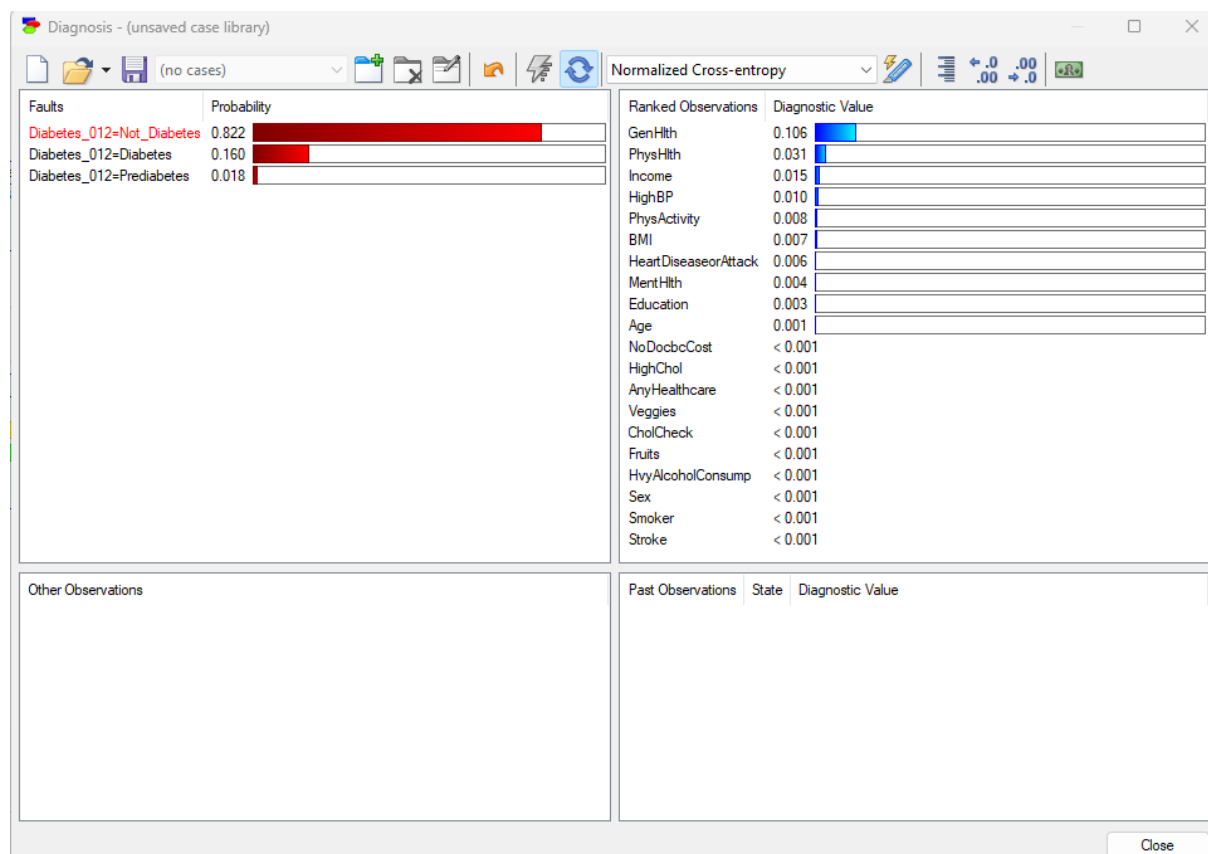 Diagnosis - (unsaved case library)
(no cases)
Normalized Cross-entropy
.0
.00
.00
.0
Faults Probability
Diabetes_012=Not_Diabetes 0.822
Diabetes_012=Diabetes 0.160
Diabetes_012=Prediabetes 0.018
Ranked Observations Diagnostic Value
GenHlth 0.106
PhysHlth 0.031
Income 0.015
HighBP 0.010
PhysActivity 0.008
BMI 0.007
HeartDiseaseorAttack 0.006
MentHlth 0.004
Education 0.003
Age 0.001
NoDocbcCost < 0.001
HighChol < 0.001
AnyHealthcare < 0.001
Veggies < 0.001
CholCheck < 0.001
Fruits < 0.001
HvyAlcoholConsump < 0.001
Sex < 0.001
Smoker < 0.001
Stroke < 0.001
Other Observations
Past Observations State Diagnostic Value
Close